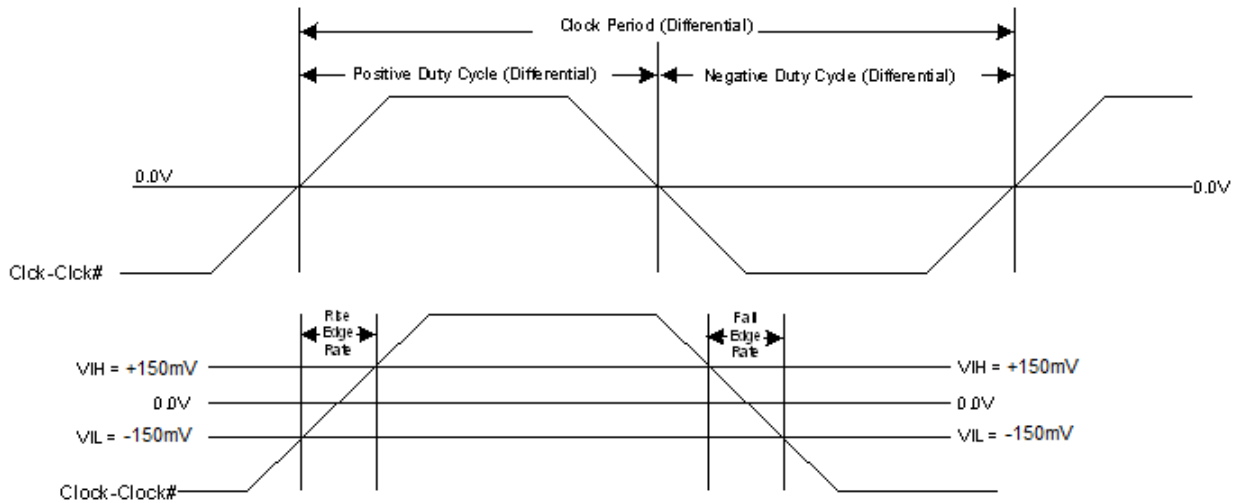 Clock Period (Differential)
Positive Duty Cycle (Differential)
Negative Duty Cycle (Differential)
0.0V
0.0V
Clck-Clck#
Rise
Edge
Rate
Fall
Edge
Rate
VIH = +150mV
VIH = +150mV
0.0V
0.0V
VIL = -150mV
VIL = -150mV
Clock-Clock#